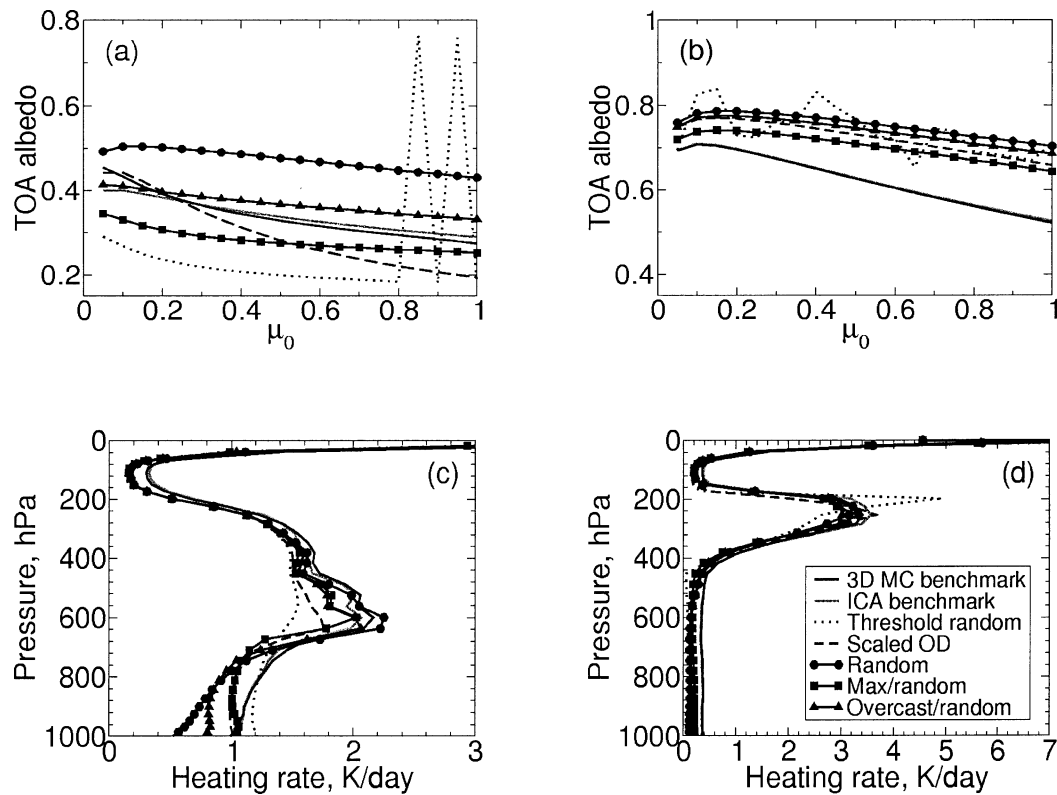 (a)
TOA albedo
0.8
0.6
0.4
0.2
0 0.2 0.4 0.6 0.8 1
μ0
(b)
TOA albedo
1
0.8
0.6
0.4
0 0.2 0.4 0.6 0.8 1
μ0
(c)
Pressure, hPa
0
200
400
600
800
1000
0 1 2 3
Heating rate, K/day
(d)
Pressure, hPa
0
200
400
600
800
1000
0 1 2 3 4 5 6 7
Heating rate, K/day
3D MC benchmark
ICA benchmark
Threshold random
Scaled OD
Random
Max/random
Overcast/random